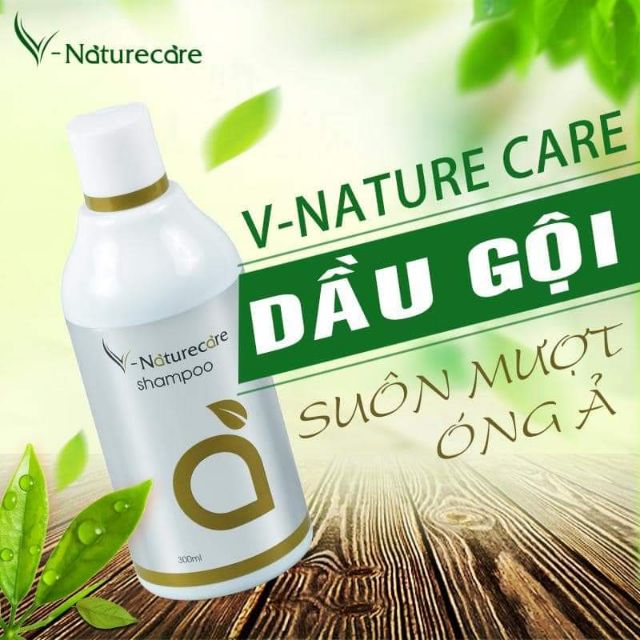 V-Naturecare
V-NATURE CARE
DẦU GỘI
SUÔN MƯỢT
ÓNG Ả
V-Naturecare
shampoo
300ml